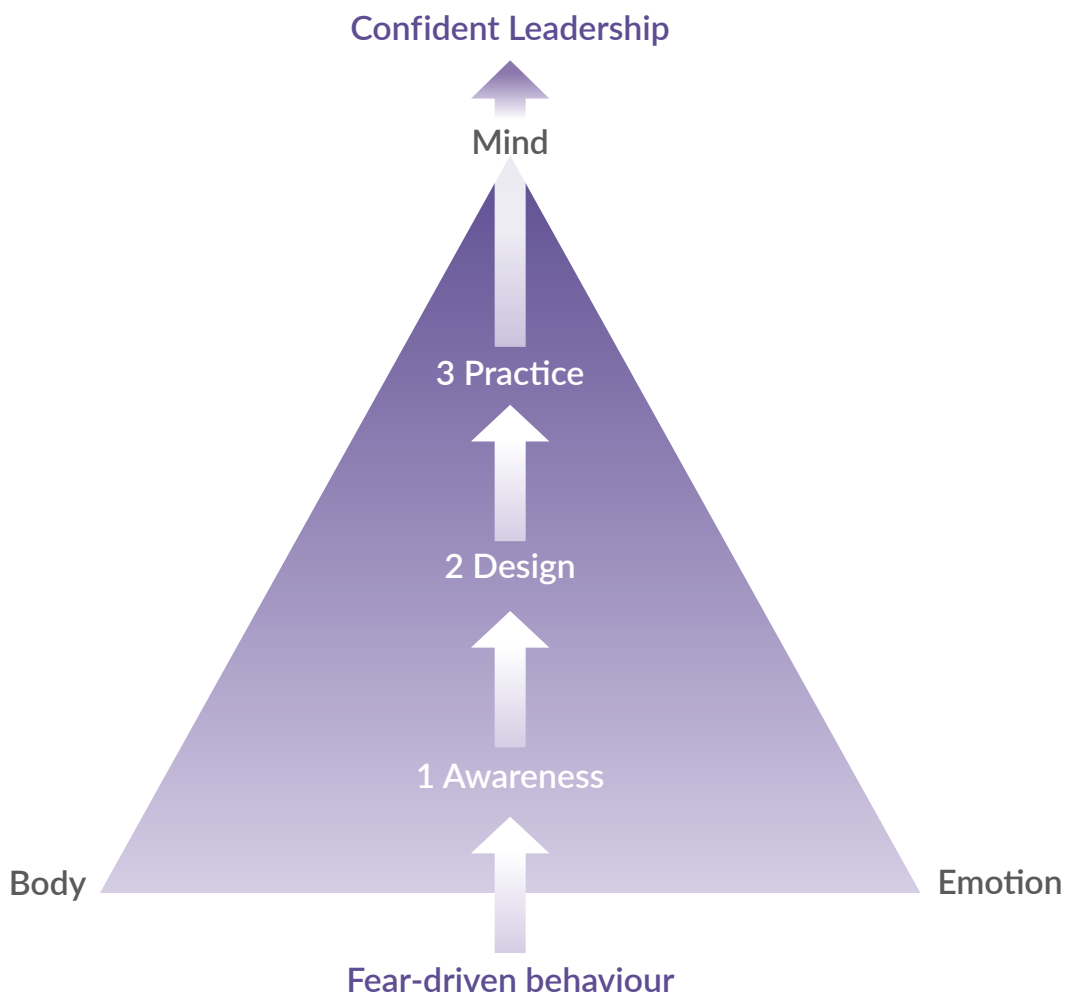 Confident Leadership
Mind
3 Practice
2 Design
1 Awareness
Body
Emotion
Fear-driven behaviour